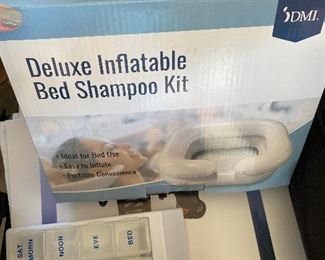 DMI
Deluxe Inflatable
Bed Shampoo Kit
• Ideal for Bed Use
• Easy to Inflate
• Portable Convenience
SAT
MORN
NOON
EVE
BED